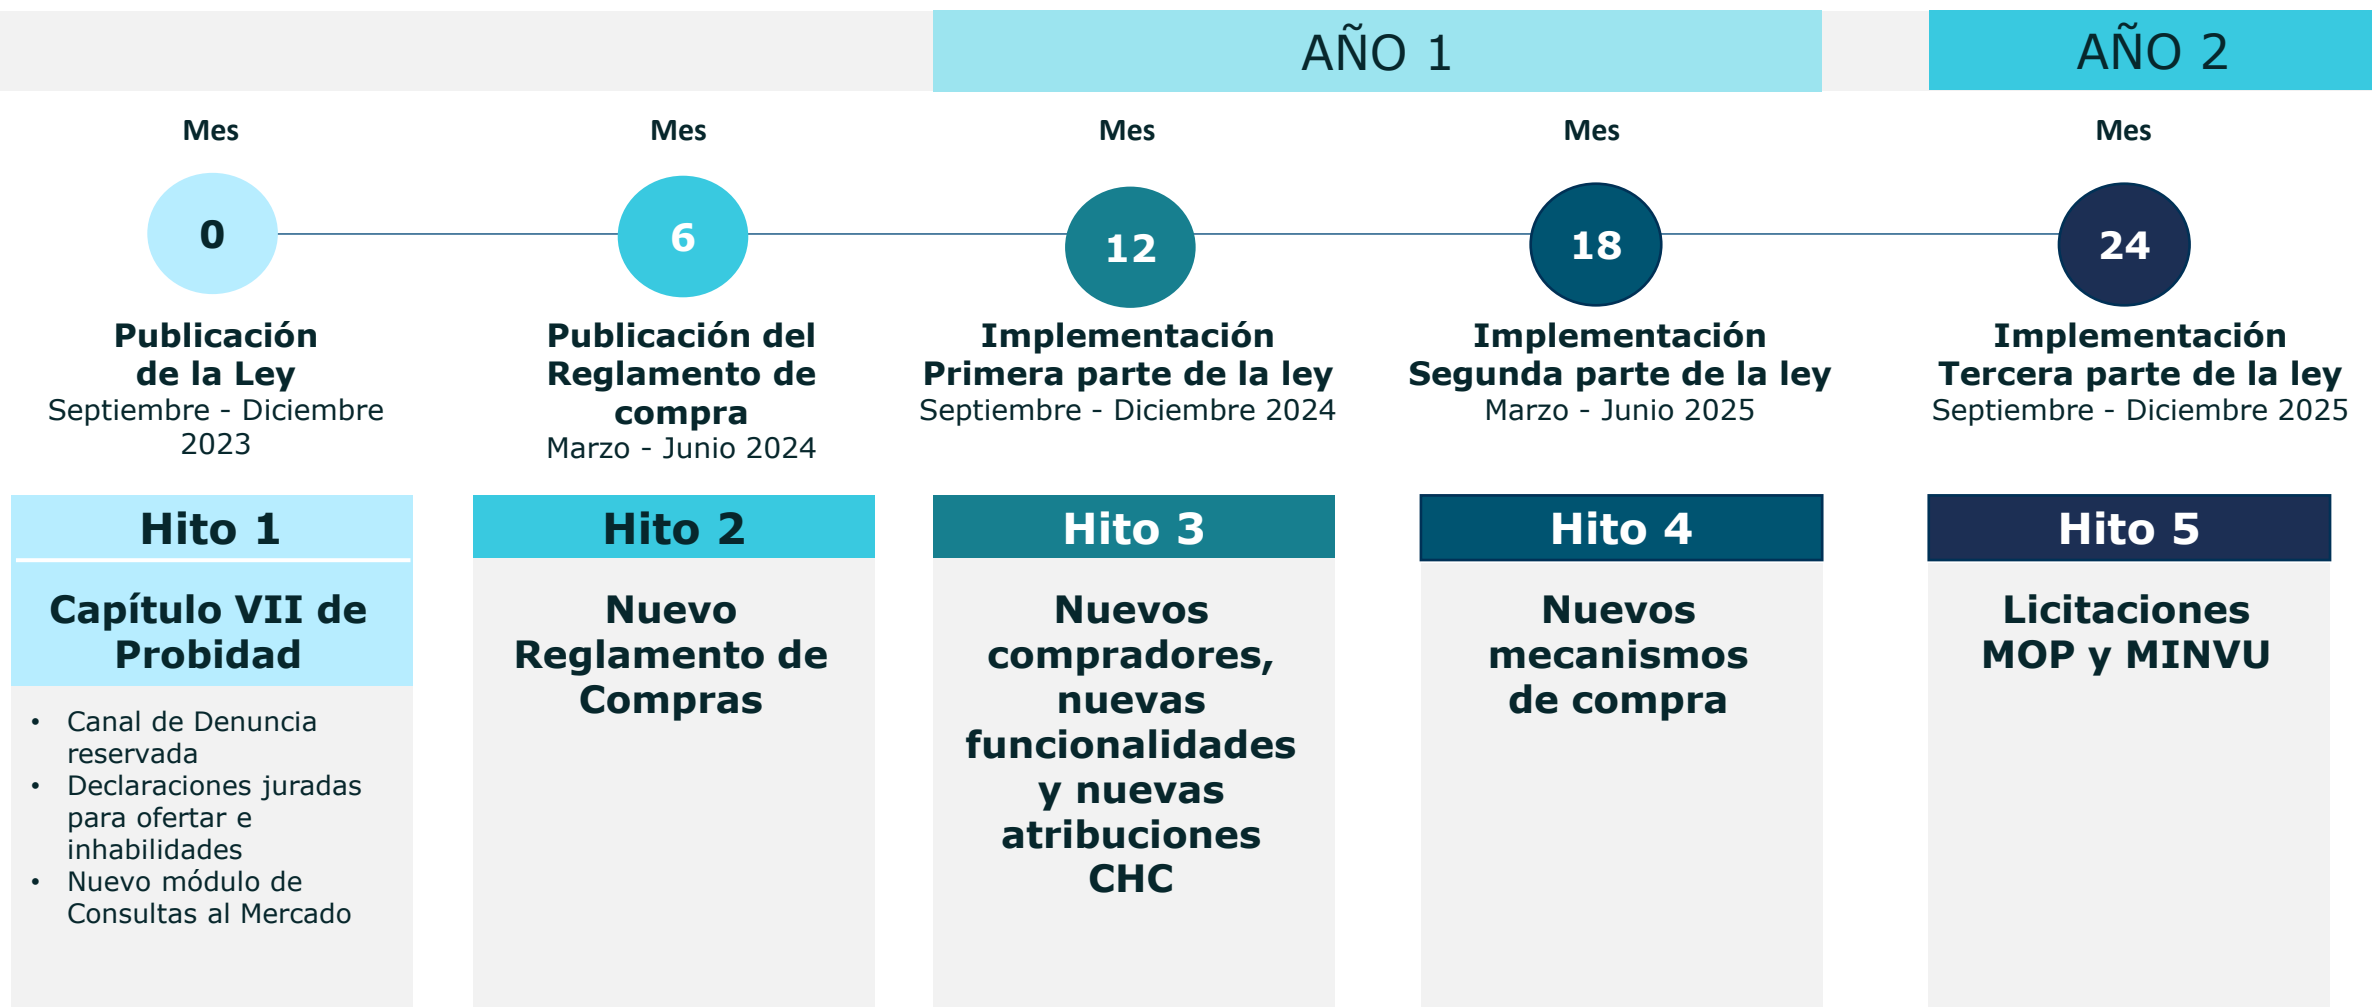 AÑO 1
AÑO 2
Mes
Mes
Mes
Mes
Mes
0
6
12
18
24
Publicación
de la Ley
Septiembre - Diciembre
2023
Publicación del
Reglamento de
compra
Marzo - Junio 2024
Implementación
Primera parte de la ley
Septiembre - Diciembre 2024
Implementación
Segunda parte de la ley
Marzo - Junio 2025
Implementación
Tercera parte de la ley
Septiembre - Diciembre 2025
Hito 1
Capítulo VII de
Probidad
• Canal de Denuncia
reservada
• Declaraciones juradas
para ofertar e
inhabilidades
• Nuevo módulo de
Consultas al Mercado
Hito 2
Nuevo
Reglamento de
Compras
Hito 3
Nuevos
compradores,
nuevas
funcionalidades
y nuevas
atribuciones
CHC
Hito 4
Nuevos
mecanismos
de compra
Hito 5
Licitaciones
MOP y MINVU